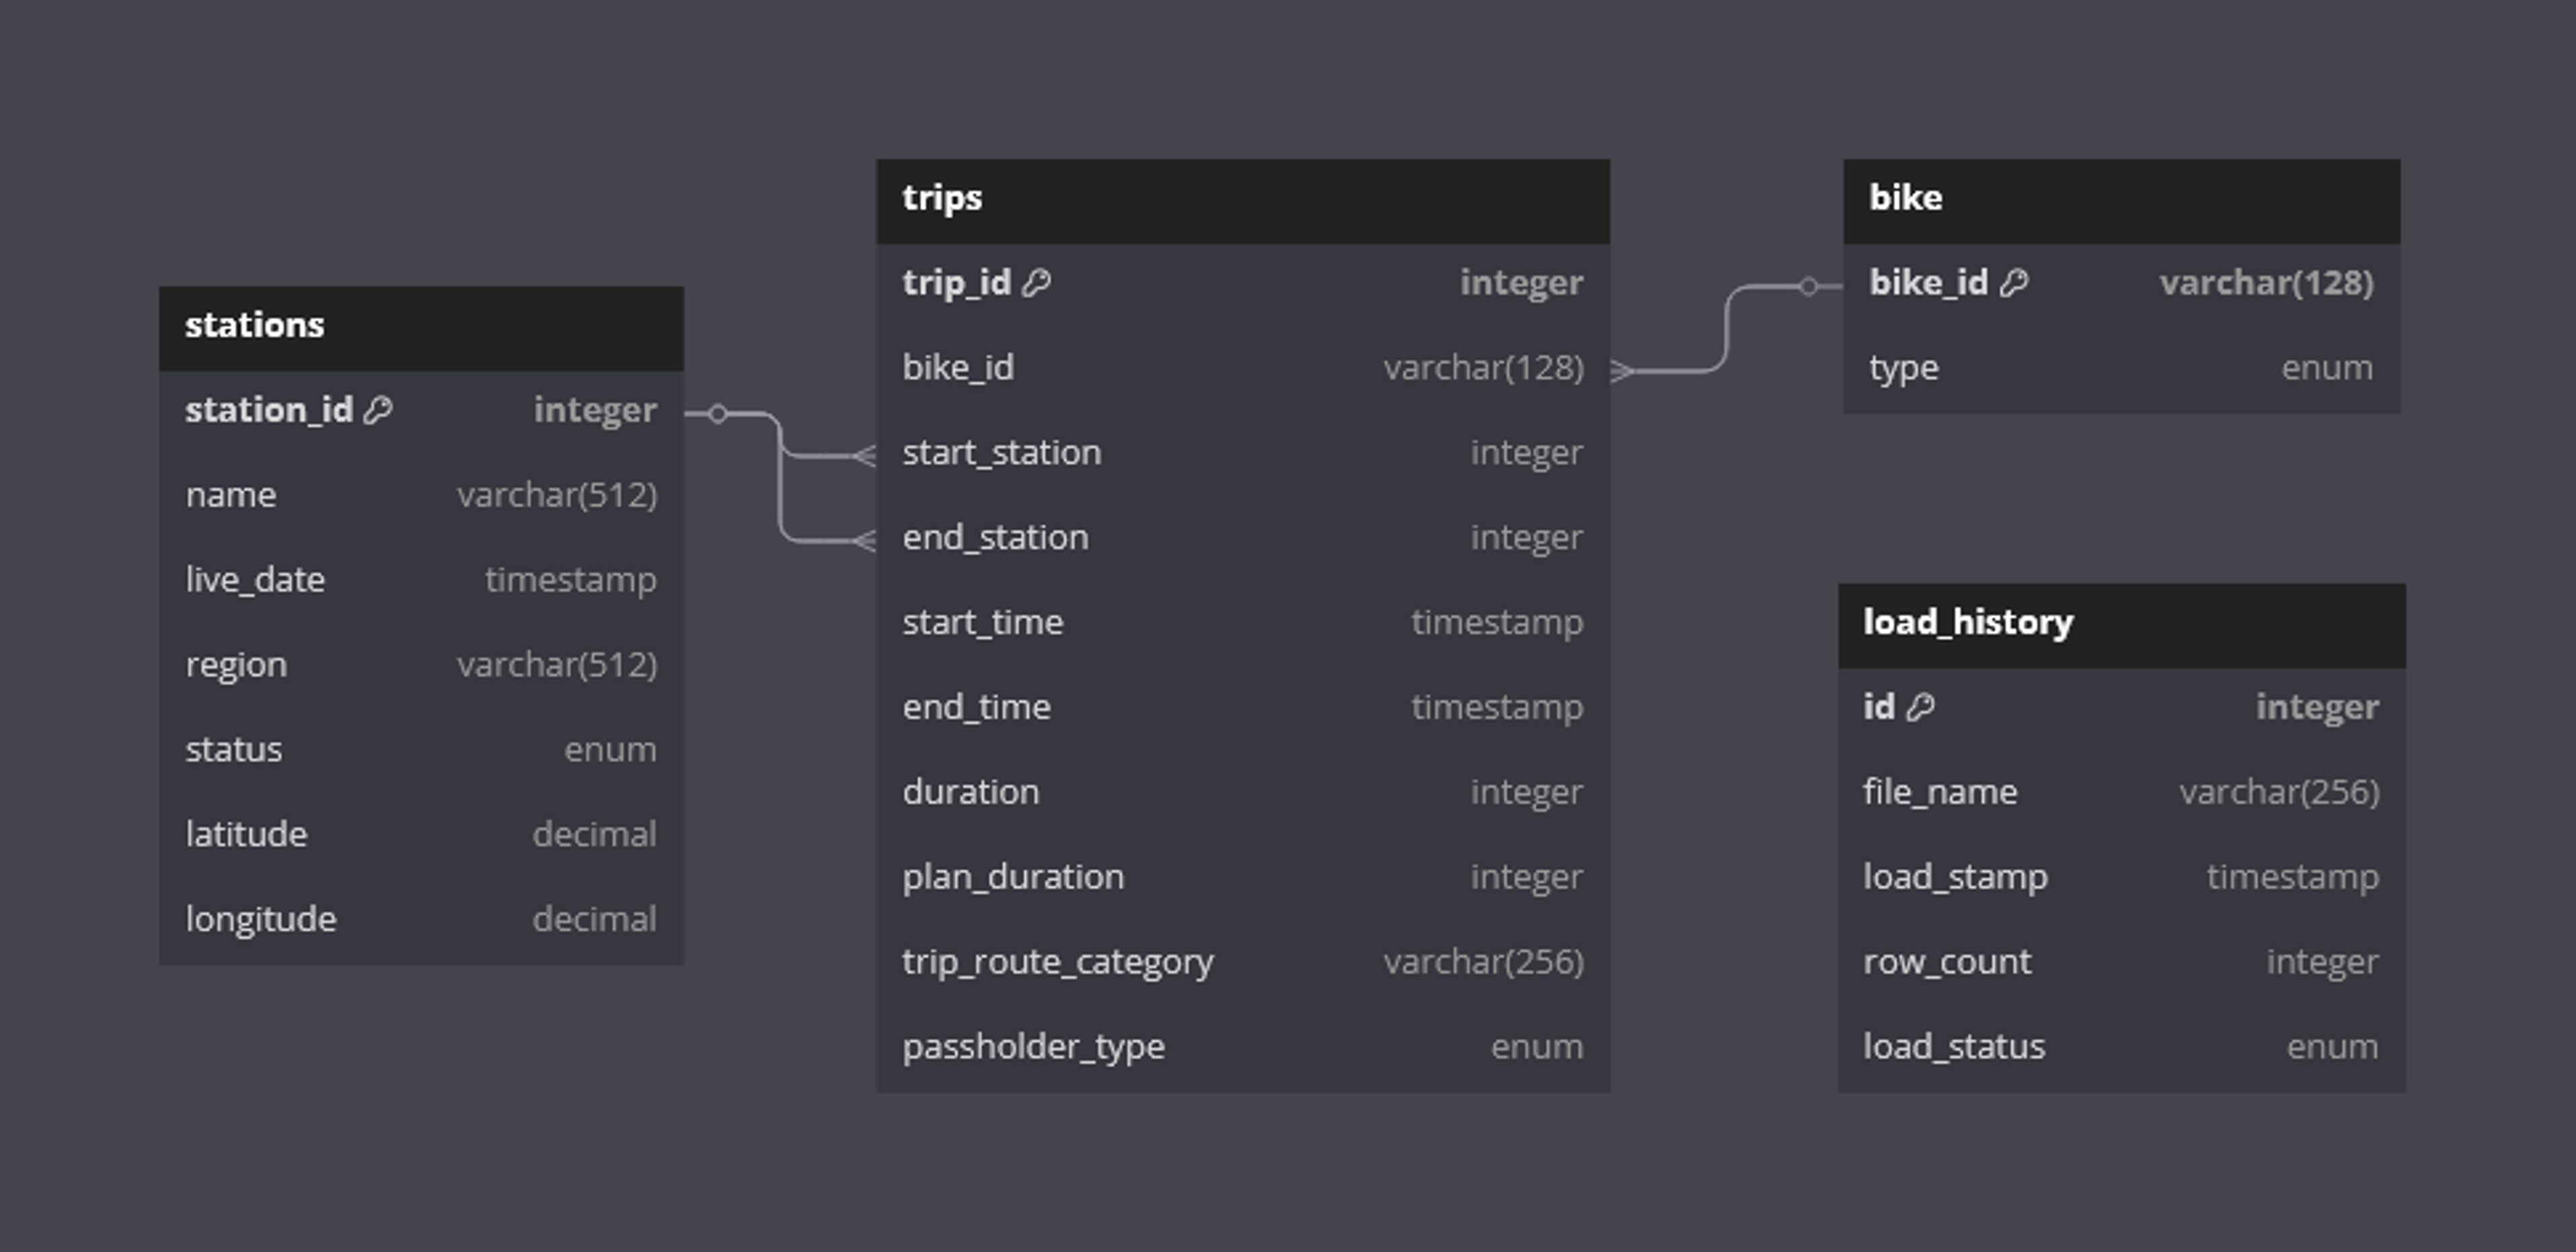 stations
station_id integer
name varchar(512)
live_date timestamp
region varchar(512)
status enum
latitude decimal
longitude decimal
trips
trip_id integer
bike_id varchar(128)
start_station integer
end_station integer
start_time timestamp
end_time timestamp
duration integer
plan_duration integer
trip_route_category varchar(256)
passholder_type enum
bike
bike_id varchar(128)
type enum
load_history
id integer
file_name varchar(256)
load_stamp timestamp
row_count integer
load_status enum